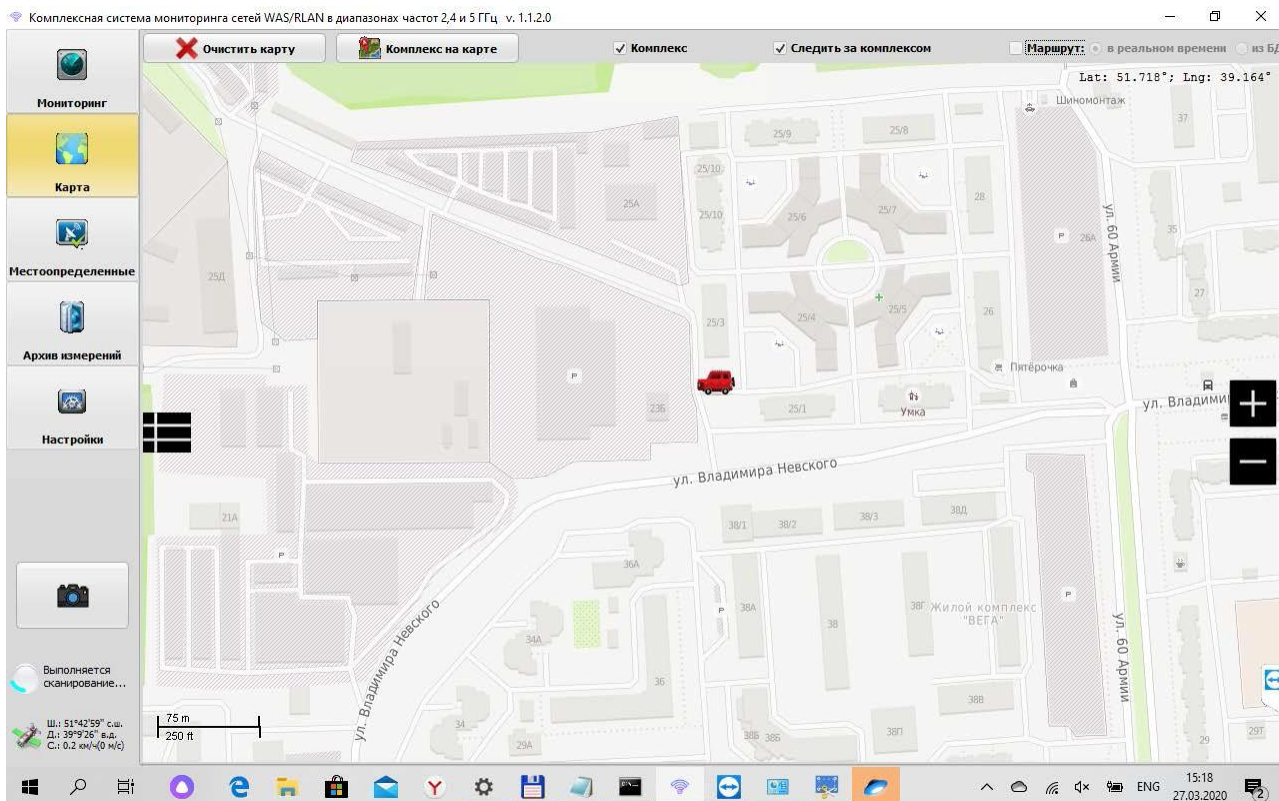 Комплексная система мониторинга сетей WAS/RLAN в диапазонах частот 2,4 и 5 ГГц v. 1.1.2.0
Очистить карту
Комплекс на карте
Комплекс
Следить за комплексом
Маршрут:
в реальном времени
из БД
Мониторинг
Карта
Местоопределенные
Архив измерений
Настройки
Выполняется
сканирование...
Ш.: 51°42'59" с.ш.
Д.: 39°9'26" в.д.
С.: 0.2 км/ч(0 м/с)
Lat: 51.718°; Lng: 39.164°
Шиномонтаж
37
25/9
25/8
25/10
25А
25/10
28
25/6
25/7
35
Р
26А
ул. 60 Армии
25Д
27
25/3
25/4
25/5
26
Пятёрочка
Р
23Б
25/1
Умка
ул. Владими
ул. Владимира Невского
21А
38/1
38/2
38/3
38Д
Р
36А
Р
38А
38
38Г
Жилой комплекс
"ВЕГА"
Р
ул. 60 Армии
34А
ул. Владимира Невского
36
38В
34
29А
38Б
38Б
38П
29
29Т
75 m
250 ft
ENG
15:18
27.03.2020
2